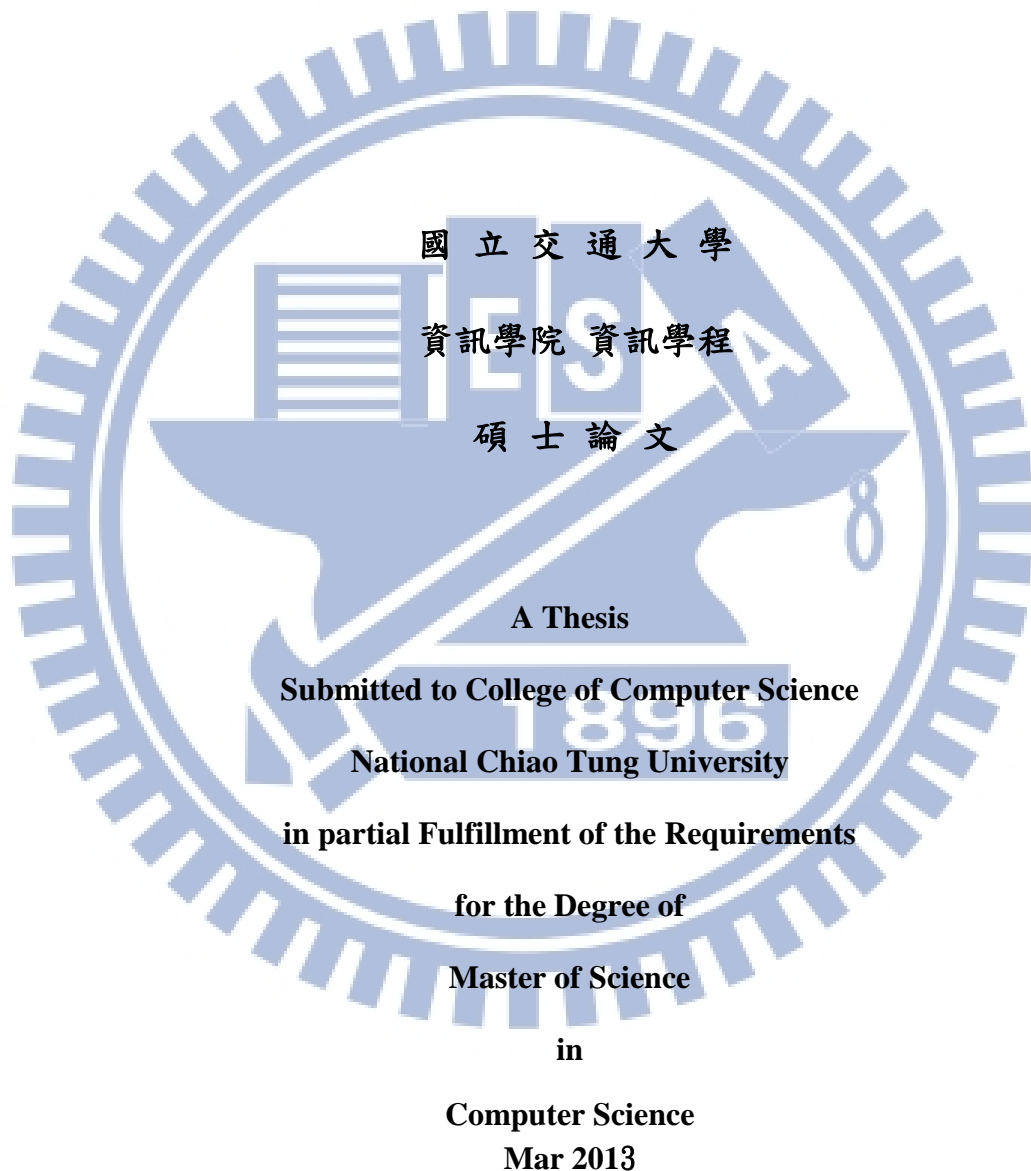 國 立 交 通 大 學
E S A
資訊學院 資訊學程
碩 士 論 文
8
A Thesis
Submitted to College of Computer Science
1896
National Chiao Tung University
in partial Fulfillment of the Requirements
for the Degree of
Master of Science
in
Computer Science
Mar 2013